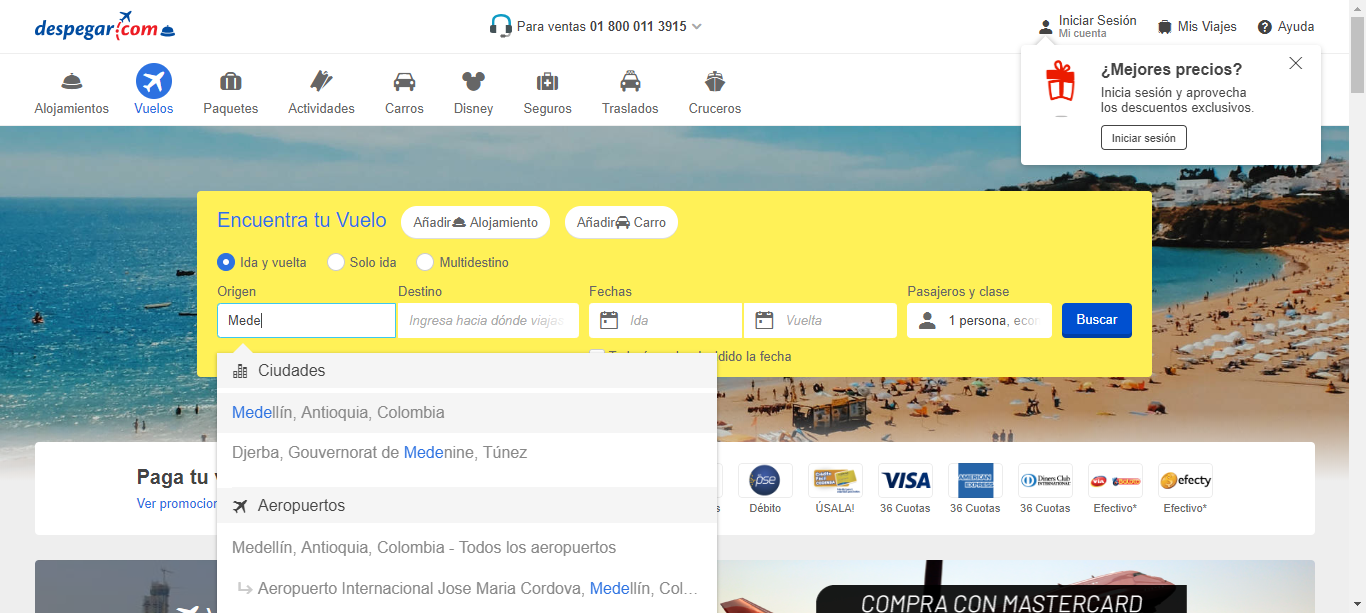 despegar.com
Para ventas 01 800 011 3915
Iniciar Sesión
Mi cuenta
Mis Viajes
Ayuda
¿Mejores precios?
Inicia sesión y aprovecha
los descuentos exclusivos.
Iniciar sesión
Alojamientos
Vuelos
Paquetes
Actividades
Carros
Disney
Seguros
Traslados
Cruceros
Encuentra tu Vuelo
Añadir Alojamiento
Añadir Carro
Ida y vuelta
Solo ida
Multidestino
Origen
Destino
Fechas
Pasajeros y clase
Mede
Ingresa hacia dónde viajas
Ida
Vuelta
1 persona, econ
Buscar
la fecha
Ciudades
Medellín, Antioquia, Colombia
Djerba, Gouvernorat de Medenine, Túnez
Aeropuertos
Medellín, Antioquia, Colombia - Todos los aeropuertos
Aeropuerto Internacional Jose Maria Cordova, Medellín, Col...
Paga tu
Ver promocion
pse
VISA
AMERICAN EXPRESS
Diners Club
INTERNATIONAL
efecty
Débito
ÚSALA!
36 Cuotas
36 Cuotas
36 Cuotas
Efectivo*
Efectivo*
COMPRA CON MASTERCARD